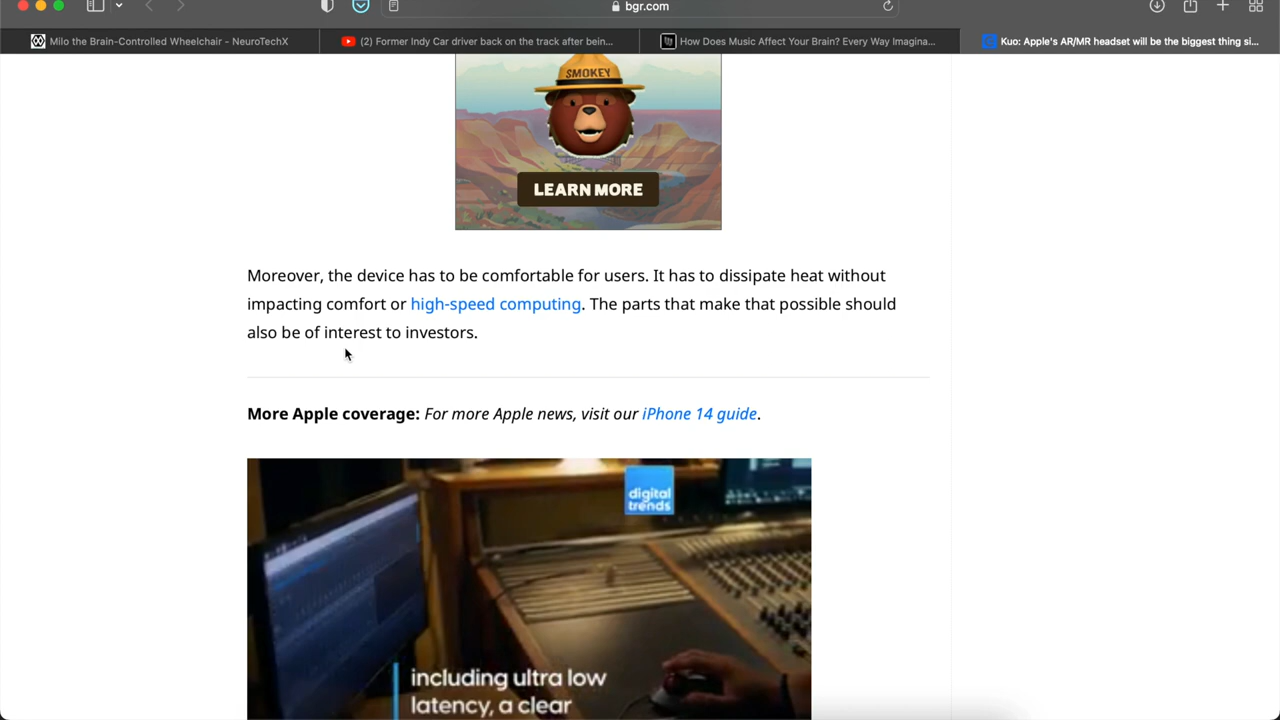 bgr.com
Milo the Brain-Controlled Wheelchair - NeuroTechX
(2) Former Indy Car driver back on the track after bein...
How Does Music Affect Your Brain? Every Way Imagina...
Kuo: Apple's AR/MR headset will be the biggest thing si...
SMOKEY
LEARN MORE
Moreover, the device has to be comfortable for users. It has to dissipate heat without
impacting comfort or high-speed computing. The parts that make that possible should
also be of interest to investors.
More Apple coverage: For more Apple news, visit our iPhone 14 guide.
digital
trends
including ultra low
latency, a clear